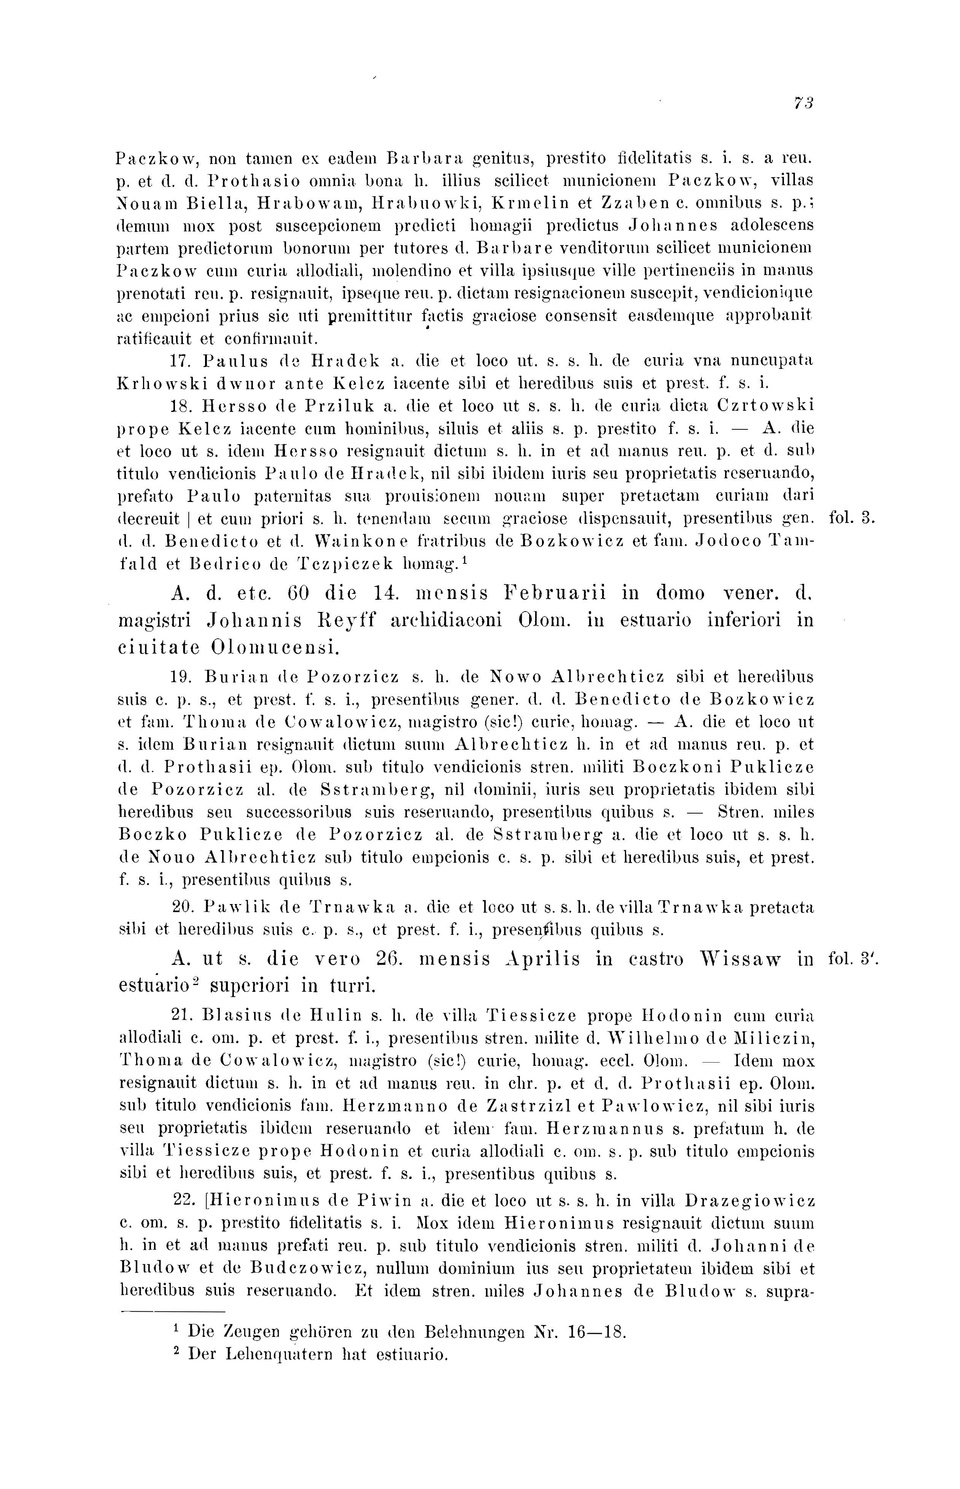 73
Paczkow, non tamen ex eadem Barbara genitus, prestito fidelitatis s. i. s. a reu.
p. et d. d. Prothasio omnia bona h. illius scilicet municionem Paczkow, villas
Nouam Biella, Hrabowam, Hrabuowki, Krmelin et Zzaben c. omnibus s. p.;
demum mox post suscepcionem predicti homagii predictus Johannes adolescens
partem predictorum bonorum per tutores d. Barbare venditorum scilicet municionem
Paczkow cum curia allodiali, molendino et villa ipsiusque ville pertinenciis in manus
prenotati reu. p. resignauit, ipseque reu. p. dictam resignacionem suscepit, vendicionique
ac empcioni prius sic uti premittitur factis graciose consensit easdemque approbauit
ratificauit et confirmauit.
17. Paulus de Hradek a. die et loco ut. s. s. h. de curia vna nuncupata
Krhowski dwuor ante Kelcz iacente sibi et heredibus suis et prest. f. s. i.
18. Hersso de Prziluk a. die et loco ut s. s. h. de curia dicta Czrtowski
prope Kelcz iacente cum hominibus, siluis et aliis s. p. prestito f. s. i. — A. die
et loco ut s. idem Hersso resignauit dictum s. h. in et ad manus reu. p. et d. sub
titulo vendicionis Paulo de Hradek, nil sibi ibidem iuris seu proprietatis reseruando,
prefato Paulo paternitas sua prouisionem nouam super pretactam curiam dari
decreuit | et cum priori s. h. tenendam secum graciose dispensauit, presentibus gen. fol. 3.
d. d. Benedicto et d. Wainkone fratribus de Bozkowicz et fam. Jodoco Tam-
fald et Bedrico de Tczpiczek homag.¹
A. d. etc. 60 die 14. mensis Februarii in domo vener. d.
magistri Johannis Reyff archidiaconi Olom. in estuario inferiori in
ciuitate Olomucensi.
19. Burian de Pozorzicz s. h. de Nowo Albrechticz sibi et heredibus
suis c. p. s., et prest. f. s. i., presentibus gener. d. d. Benedicto de Bozkowicz
et fam. Thoma de Cowalowicz, magistro (sic!) curie, homag. — A. die et loco ut
s. idem Burian resignauit dictum suum Albrechticz h. in et ad manus reu. p. et
d. d. Prothasii ep. Olom. sub titulo vendicionis stren. militi Boczkoni Puklicze
de Pozorzicz al. de Sstramberg, nil dominii, iuris seu proprietatis ibidem sibi
heredibus seu successoribus suis reseruando, presentibus quibus s. — Stren. miles
Boczko Puklicze de Pozorzicz al. de Sstramberg a. die et loco ut s. s. h.
de Nouo Albrechticz sub titulo empcionis c. s. p. sibi et heredibus suis, et prest.
f. s. i., presentibus quibus s.
20. Pawlik de Trnawka a. die et loco ut s. s. h. de villa Trnawka pretacta
sibi et heredibus suis c. p. s., et prest. f. i., presentibus quibus s.
A. ut s. die vero 26. mensis Aprilis in castro Wissaw in fol. 3'.
estuario² superiori in turri.
21. Blasius de Hulin s. h. de villa Tiessicze prope Hodonin cum curia
allodiali c. om. p. et prest. f. i., presentibus stren. milite d. Wilhelmo de Miliczin,
Thoma de Cowalowicz, magistro (sic!) curie, homag. eccl. Olom. — Idem mox
resignauit dictum s. h. in et ad manus reu. in chr. p. et d. d. Prothasii ep. Olom.
sub titulo vendicionis fam. Herzmanno de Zastrzizl et Pawlowicz, nil sibi iuris
seu proprietatis ibidem reseruando et idem fam. Herzmannus s. prefatum h. de
villa Tiessicze prope Hodonin et curia allodiali c. om. s. p. sub titulo empcionis
sibi et heredibus suis, et prest. f. s. i., presentibus quibus s.
22. [Hieronimus de Piwin a. die et loco ut s. s. h. in villa Drazegiowicz
c. om. s. p. prestito fidelitatis s. i. Mox idem Hieronimus resignauit dictum suum
h. in et ad manus prefati reu. p. sub titulo vendicionis stren. militi d. Johanni de
Bludow et de Budczowicz, nullum dominium ius seu proprietatem ibidem sibi et
heredibus suis reseruando. Et idem stren. miles Johannes de Bludow s. supra-
¹ Die Zeugen gehören zu den Belehnungen Nr. 16—18.
² Der Lehenquatern hat estiuario.